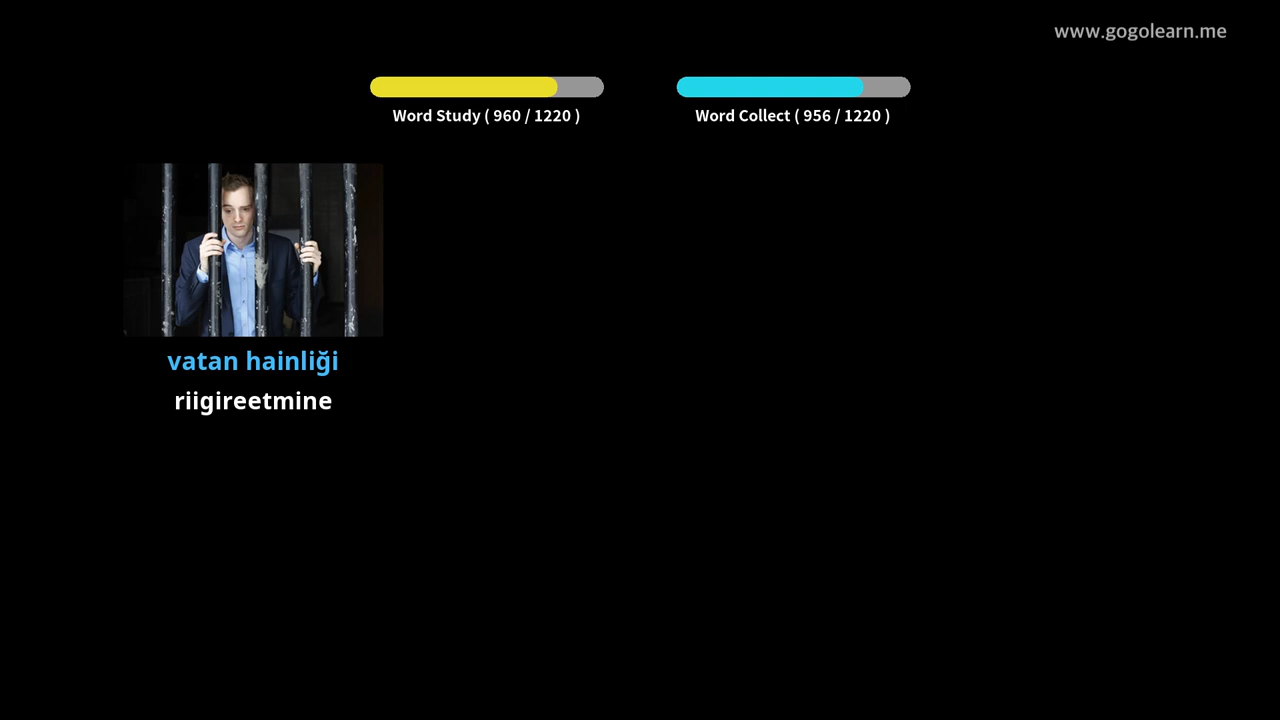 www.gogolearn.me
Word Study ( 960 / 1220 )
Word Collect ( 956 / 1220 )
vatan hainliği
riigireetmine